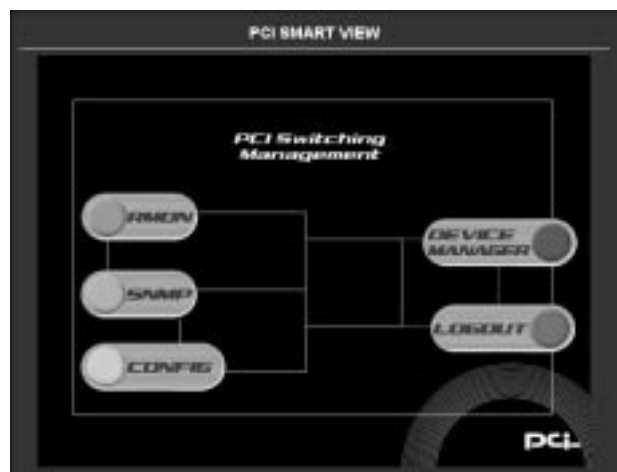 PCI SMART VIEW
PCI Switching
Management
RMON
SNMP
CONFIG
DEVICE
MANAGER
LOGOUT
pci